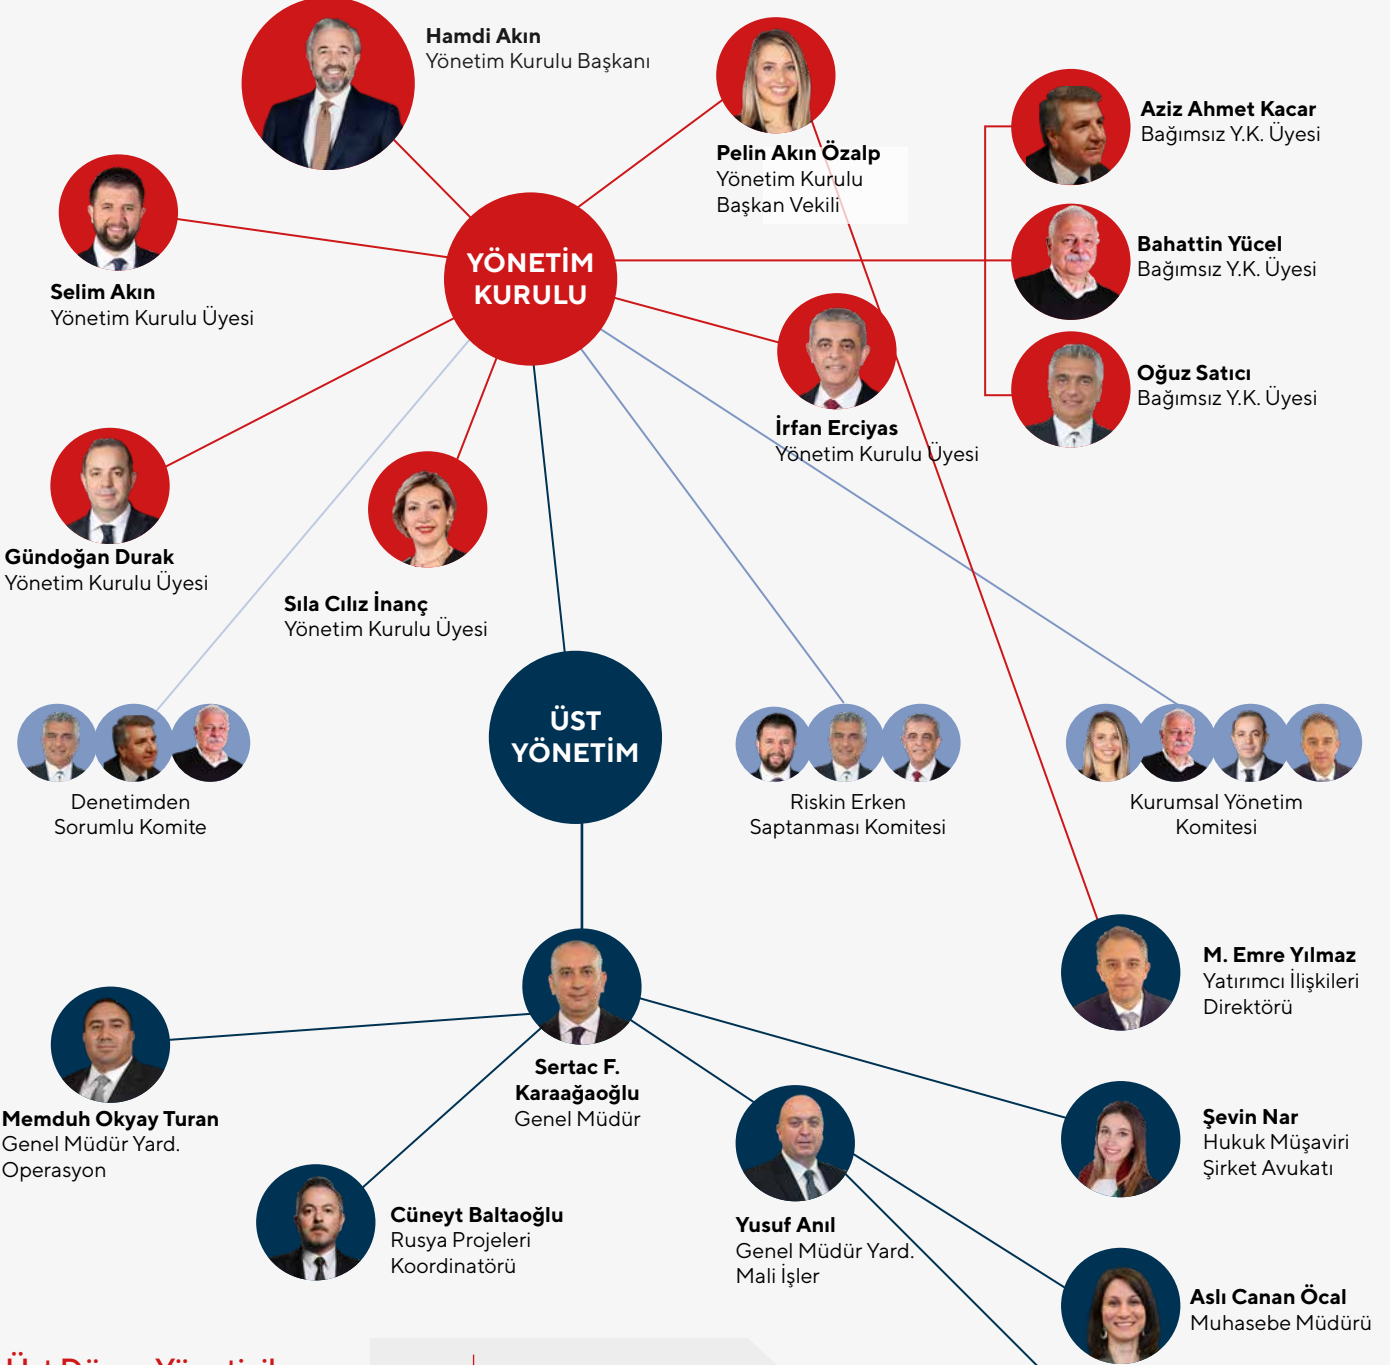 Hamdi Akın
Yönetim Kurulu Başkanı
Pelin Akın Özalp
Yönetim Kurulu
Başkan Vekili
Aziz Ahmet Kacar
Bağımsız Y.K. Üyesi
Selim Akın
Yönetim Kurulu Üyesi
YÖNETİM
KURULU
Bahattin Yücel
Bağımsız Y.K. Üyesi
Oğuz Satıcı
Bağımsız Y.K. Üyesi
İrfan Erciyas
Yönetim Kurulu Üyesi
Gündoğan Durak
Yönetim Kurulu Üyesi
Sıla Cılız İnanç
Yönetim Kurulu Üyesi
ÜST
YÖNETİM
Denetimden
Sorumlu Komite
Riskin Erken
Saptanması Komitesi
Kurumsal Yönetim
Komitesi
M. Emre Yılmaz
Yatırımcı İlişkileri
Direktörü
Sertac F.
Karaağaoğlu
Genel Müdür
Memduh Okyay Turan
Genel Müdür Yard.
Operasyon
Şevin Nar
Hukuk Müşaviri
Şirket Avukatı
Cüneyt Baltaoğlu
Rusya Projeleri
Koordinatörü
Yusuf Anıl
Genel Müdür Yard.
Mali İşler
Aslı Canan Öcal
Muhasebe Müdürü